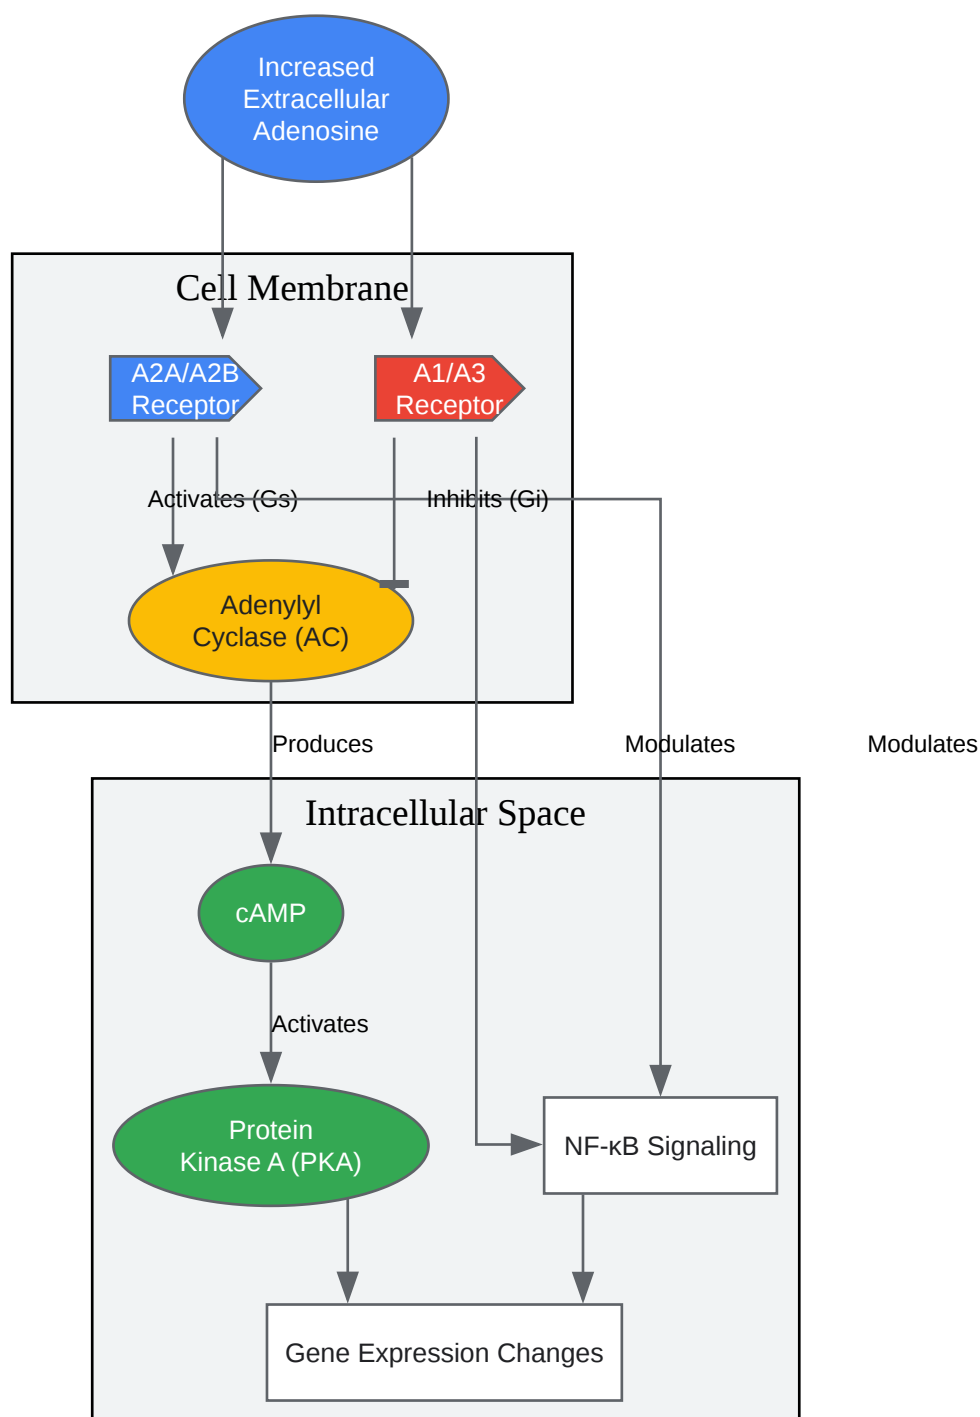 Increased
Extracellular
Adenosine
Cell Membrane
A2A/A2B
Receptor
A1/A3
Receptor
Activates (Gs)
Inhibits (Gi)
Adenylyl
Cyclase (AC)
Produces
Modulates
Modulates
Intracellular Space
cAMP
Activates
Protein
Kinase A (PKA)
NF-κB Signaling
Gene Expression Changes